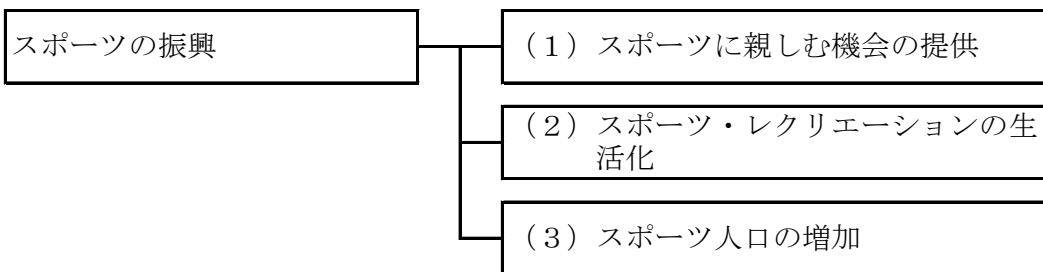 スポーツの振興
（１）スポーツに親しむ機会の提供
（２）スポーツ・レクリエーションの生
活化
（３）スポーツ人口の増加